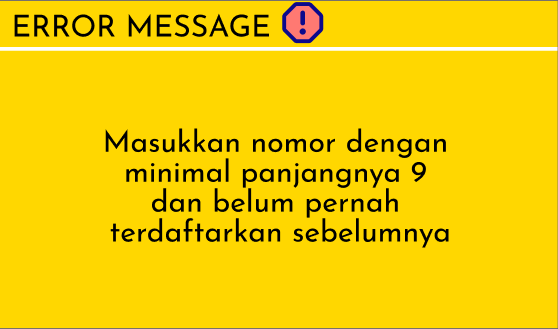 ERROR MESSAGE
Masukkan nomor dengan
minimal panjangnya 9
dan belum pernah
terdaftarkan sebelumnya